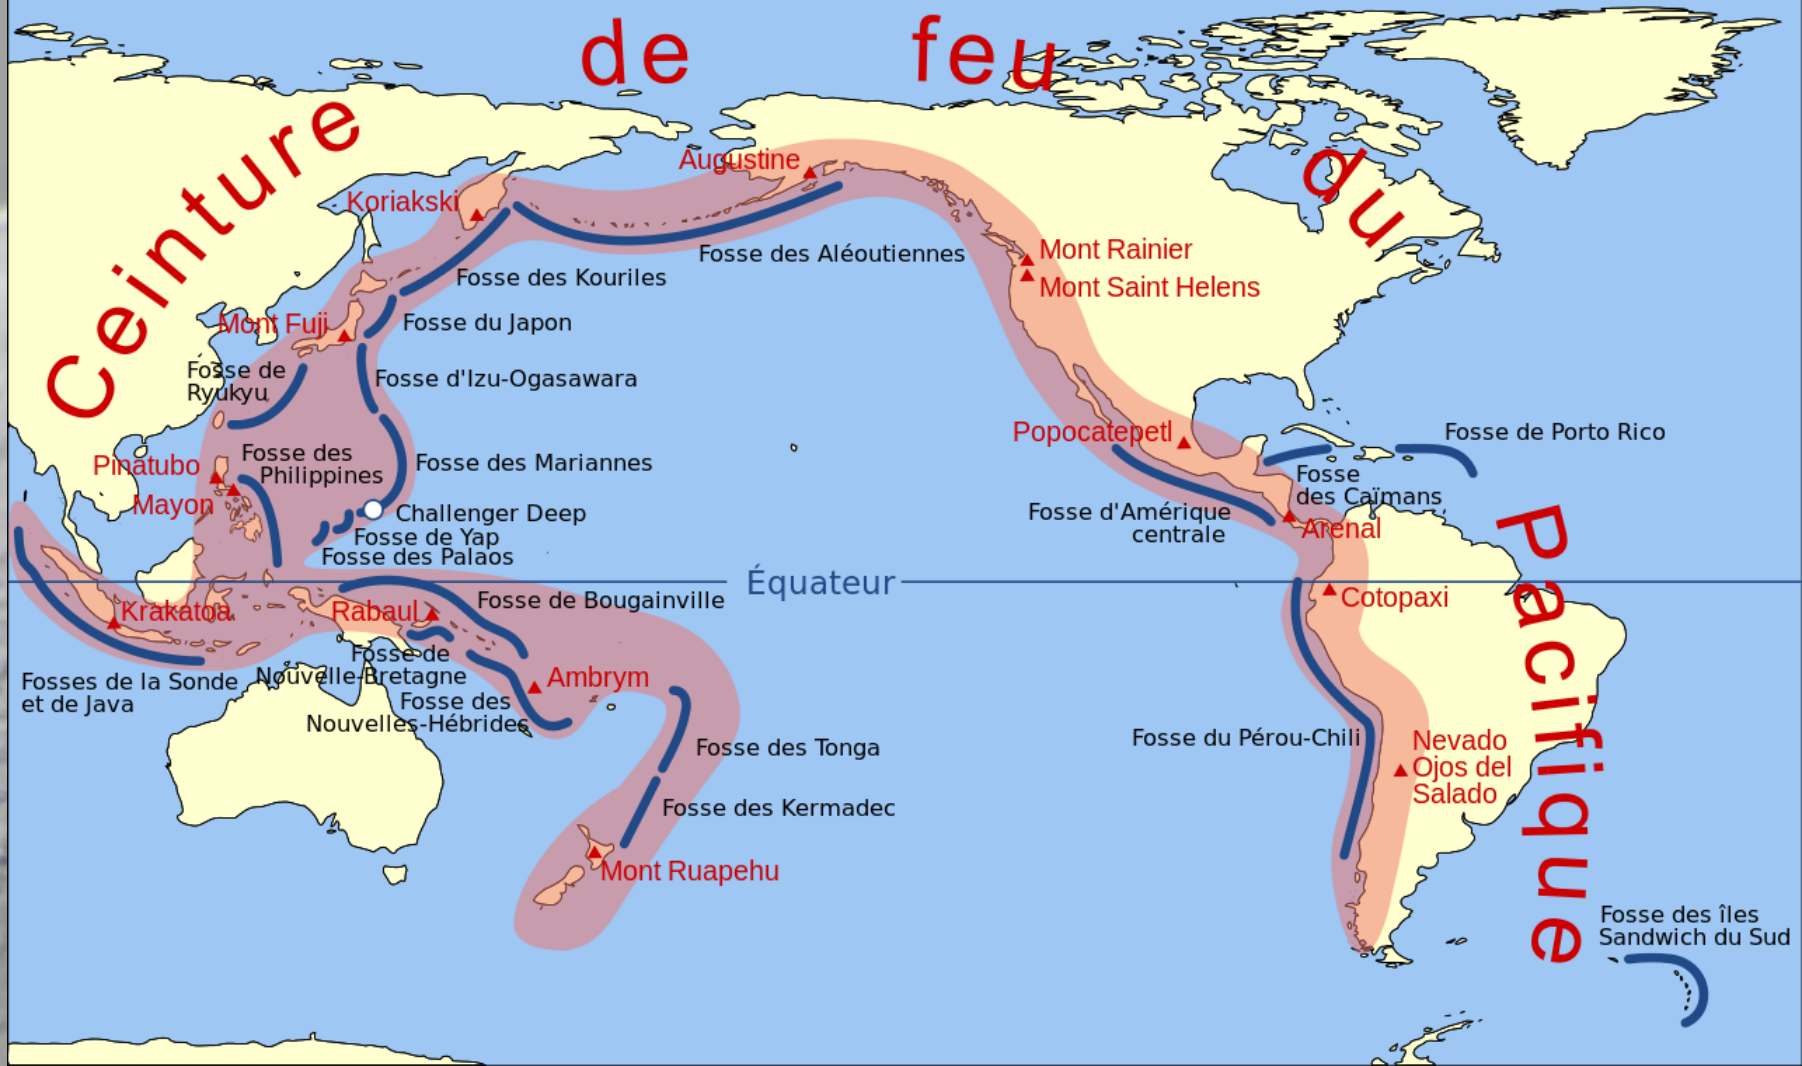 Ceinture de feu du Pacifique
Augustine
Koriakski
Fosse des Aléoutiennes
Mont Rainier
Mont Saint Helens
Fosse des Kouriles
Mont Fuji
Fosse du Japon
Fosse de
Ryukyu
Fosse d'Izu-Ogasawara
Popocatepetl
Fosse de Porto Rico
Fosse des
Philippines
Pinatubo
Mayon
Fosse des Mariannes
Fosse
des Caïmans
Challenger Deep
Fosse d'Amérique
centrale
Arenal
Fosse de Yap
Fosse des Palaos
Équateur
Cotopaxi
Krakatoa
Rabaul
Fosse de Bougainville
Fosse de
Nouvelle-Bretagne
Ambrym
Fosses de la Sonde
et de Java
Fosse des
Nouvelles-Hébrides
Fosse des Tonga
Fosse du Pérou-Chili
Nevado
Ojos del
Salado
Fosse des Kermadec
Mont Ruapehu
Fosse des îles
Sandwich du Sud